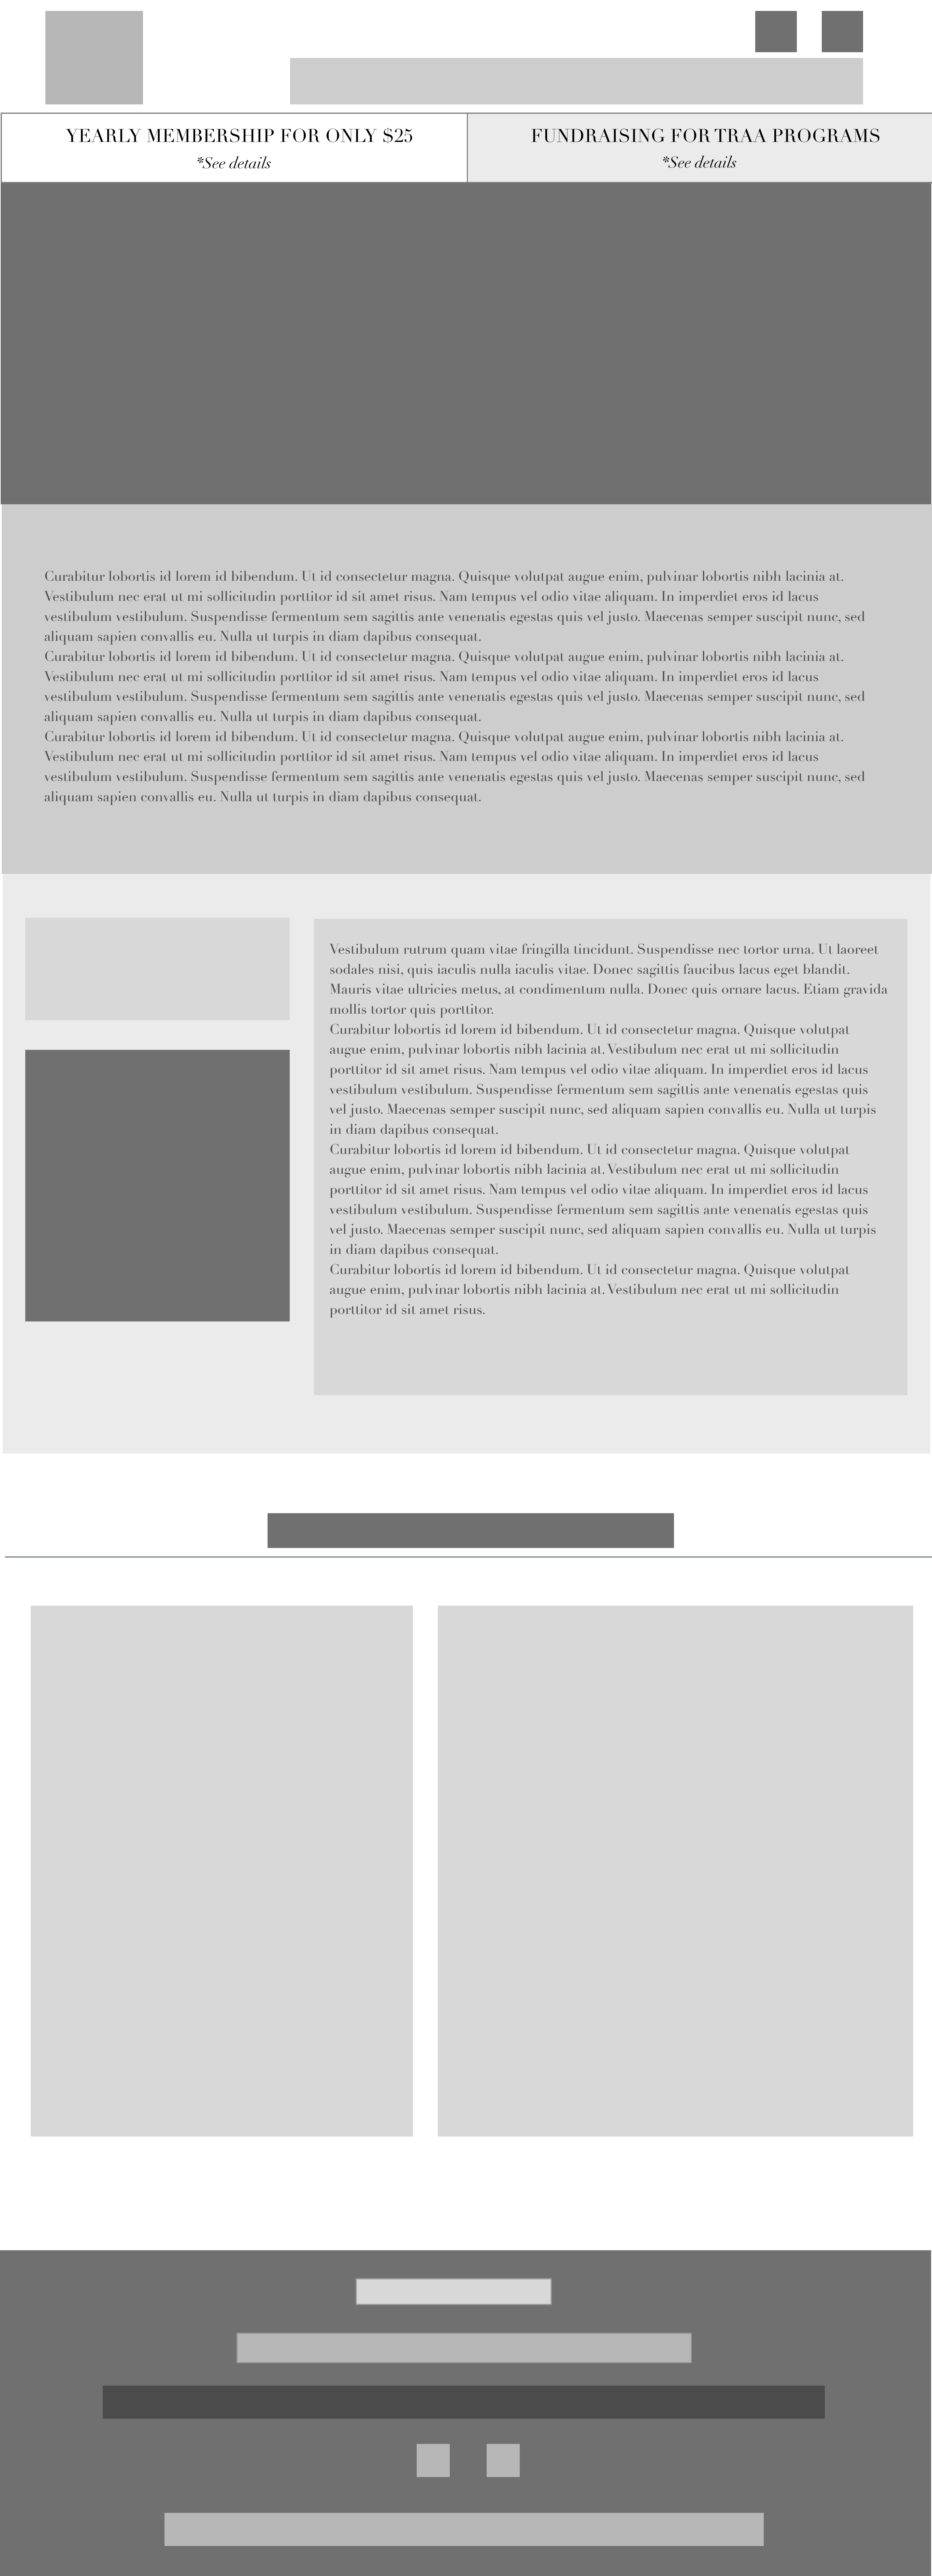 YEARLY MEMBERSHIP FOR ONLY $25
*See details
FUNDRAISING FOR TRAA PROGRAMS
*See details
Curabitur lobortis id lorem id bibendum. Ut id consectetur magna. Quisque volutpat augue enim, pulvinar lobortis nibh lacinia at.
Vestibulum nec erat ut mi sollicitudin porttitor id sit amet risus. Nam tempus vel odio vitae aliquam. In imperdiet eros id lacus
vestibulum vestibulum. Suspendisse fermentum sem sagittis ante venenatis egestas quis vel justo. Maecenas semper suscipit nunc, sed
aliquam sapien convallis eu. Nulla ut turpis in diam dapibus consequat.
Curabitur lobortis id lorem id bibendum. Ut id consectetur magna. Quisque volutpat augue enim, pulvinar lobortis nibh lacinia at.
Vestibulum nec erat ut mi sollicitudin porttitor id sit amet risus. Nam tempus vel odio vitae aliquam. In imperdiet eros id lacus
vestibulum vestibulum. Suspendisse fermentum sem sagittis ante venenatis egestas quis vel justo. Maecenas semper suscipit nunc, sed
aliquam sapien convallis eu. Nulla ut turpis in diam dapibus consequat.
Curabitur lobortis id lorem id bibendum. Ut id consectetur magna. Quisque volutpat augue enim, pulvinar lobortis nibh lacinia at.
Vestibulum nec erat ut mi sollicitudin porttitor id sit amet risus. Nam tempus vel odio vitae aliquam. In imperdiet eros id lacus
vestibulum vestibulum. Suspendisse fermentum sem sagittis ante venenatis egestas quis vel justo. Maecenas semper suscipit nunc, sed
aliquam sapien convallis eu. Nulla ut turpis in diam dapibus consequat.
Vestibulum rutrum quam vitae fringilla tincidunt. Suspendisse nec tortor urna. Ut laoreet
sodales nisi, quis iaculis nulla iaculis vitae. Donec sagittis faucibus lacus eget blandit.
Mauris vitae ultricies metus, at condimentum nulla. Donec quis ornare lacus. Etiam gravida
mollis tortor quis porttitor.
Curabitur lobortis id lorem id bibendum. Ut id consectetur magna. Quisque volutpat
augue enim, pulvinar lobortis nibh lacinia at. Vestibulum nec erat ut mi sollicitudin
porttitor id sit amet risus. Nam tempus vel odio vitae aliquam. In imperdiet eros id lacus
vestibulum vestibulum. Suspendisse fermentum sem sagittis ante venenatis egestas quis
vel justo. Maecenas semper suscipit nunc, sed aliquam sapien convallis eu. Nulla ut turpis
in diam dapibus consequat.
Curabitur lobortis id lorem id bibendum. Ut id consectetur magna. Quisque volutpat
augue enim, pulvinar lobortis nibh lacinia at. Vestibulum nec erat ut mi sollicitudin
porttitor id sit amet risus. Nam tempus vel odio vitae aliquam. In imperdiet eros id lacus
vestibulum vestibulum. Suspendisse fermentum sem sagittis ante venenatis egestas quis
vel justo. Maecenas semper suscipit nunc, sed aliquam sapien convallis eu. Nulla ut turpis
in diam dapibus consequat.
Curabitur lobortis id lorem id bibendum. Ut id consectetur magna. Quisque volutpat
augue enim, pulvinar lobortis nibh lacinia at. Vestibulum nec erat ut mi sollicitudin
porttitor id sit amet risus.